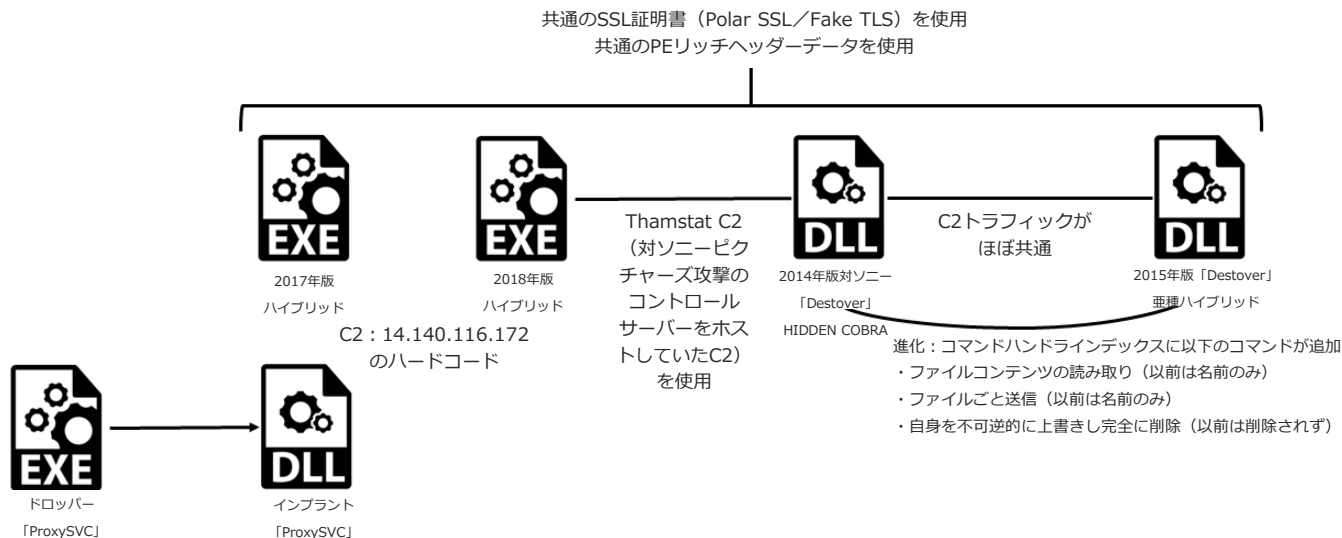 共通のSSL証明書（Polar SSL／Fake TLS）を使用
共通のPEリッチヘッダーデータを使用
EXE
2017年版
ハイブリッド
EXE
2018年版
ハイブリッド
C2：14.140.116.172
のハードコード
Thamstat C2
（対ソニーピク
チャーズ攻撃の
コントロール
サーバーをホス
トしていたC2）
を使用
DLL
2014年版対ソニー
「Destover」
HIDDEN COBRA
C2トラフィックが
ほぼ共通
DLL
2015年版「Destover」
亜種ハイブリッド
進化：コマンドハンドラインデックスに以下のコマンドが追加
・ファイルコンテンツの読み取り（以前は名前のみ）
・ファイルごと送信（以前は名前のみ）
・自身を不可逆的に上書きし完全に削除（以前は削除されず）
EXE
ドロッパー
「ProxySVC」
DLL
インプラント
「ProxySVC」